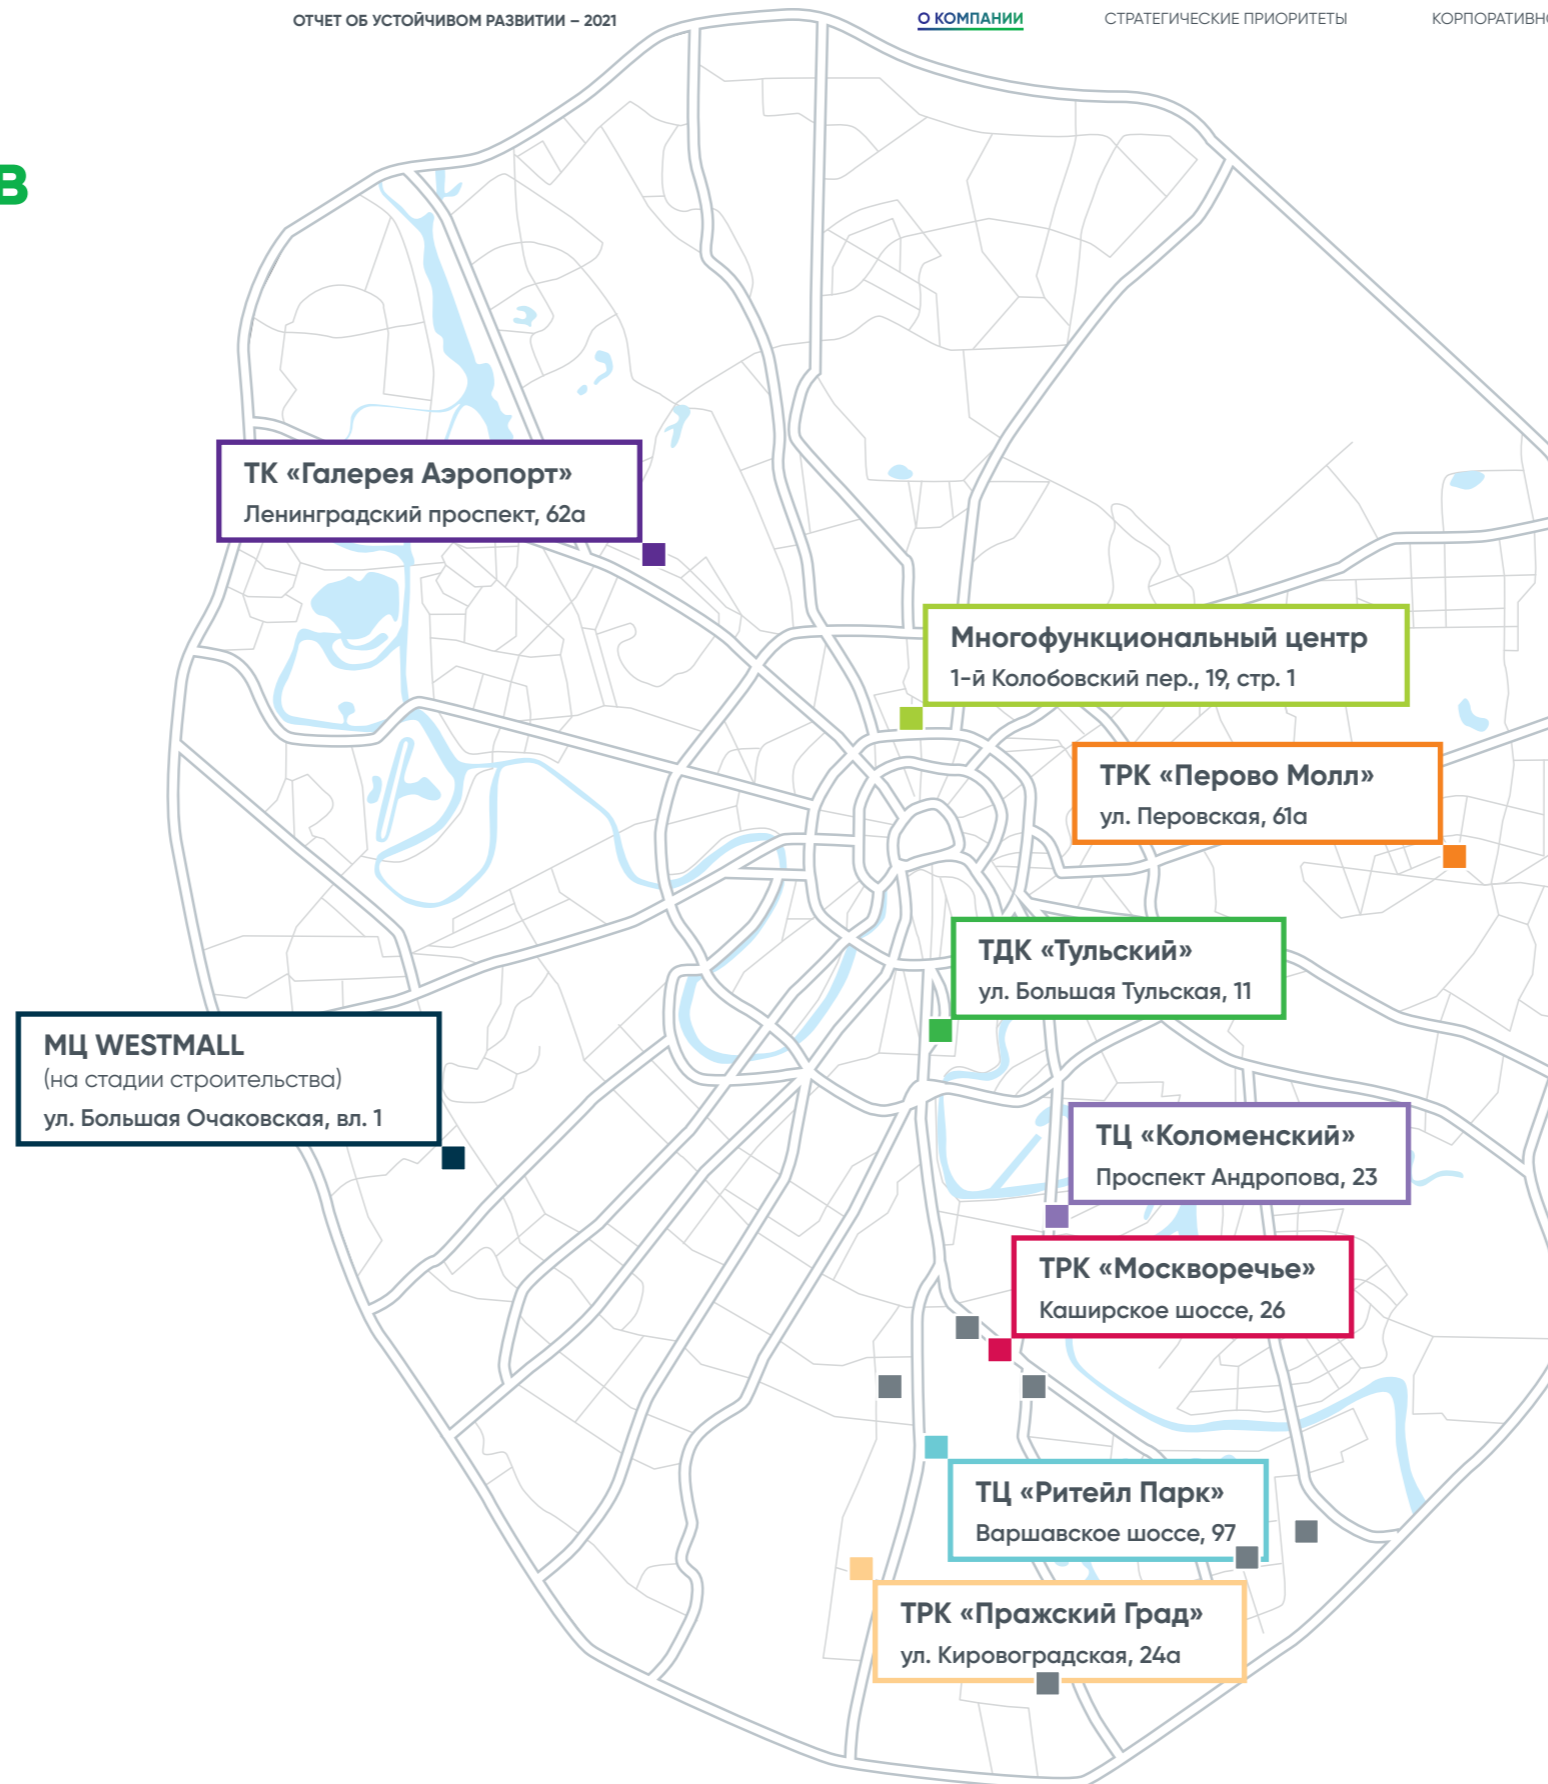 ОТЧЕТ ОБ УСТОЙЧИВОМ РАЗВИТИИ – 2021
О КОМПАНИИ
СТРАТЕГИЧЕСКИЕ ПРИОРИТЕТЫ
КОРПОРАТИВНО
в
ТК «Галерея Аэропорт»
Ленинградский проспект, 62а
Многофункциональный центр
1-й Колобовский пер., 19, стр. 1
ТРК «Перово Молл»
ул. Перовская, 61а
ТДК «Тульский»
ул. Большая Тульская, 11
МЦ WESTMALL
(на стадии строительства)
ул. Большая Очаковская, вл. 1
ТЦ «Коломенский»
Проспект Андропова, 23
ТРК «Москворечье»
Каширское шоссе, 26
ТЦ «Ритейл Парк»
Варшавское шоссе, 97
ТРК «Пражский Град»
ул. Кировоградская, 24а